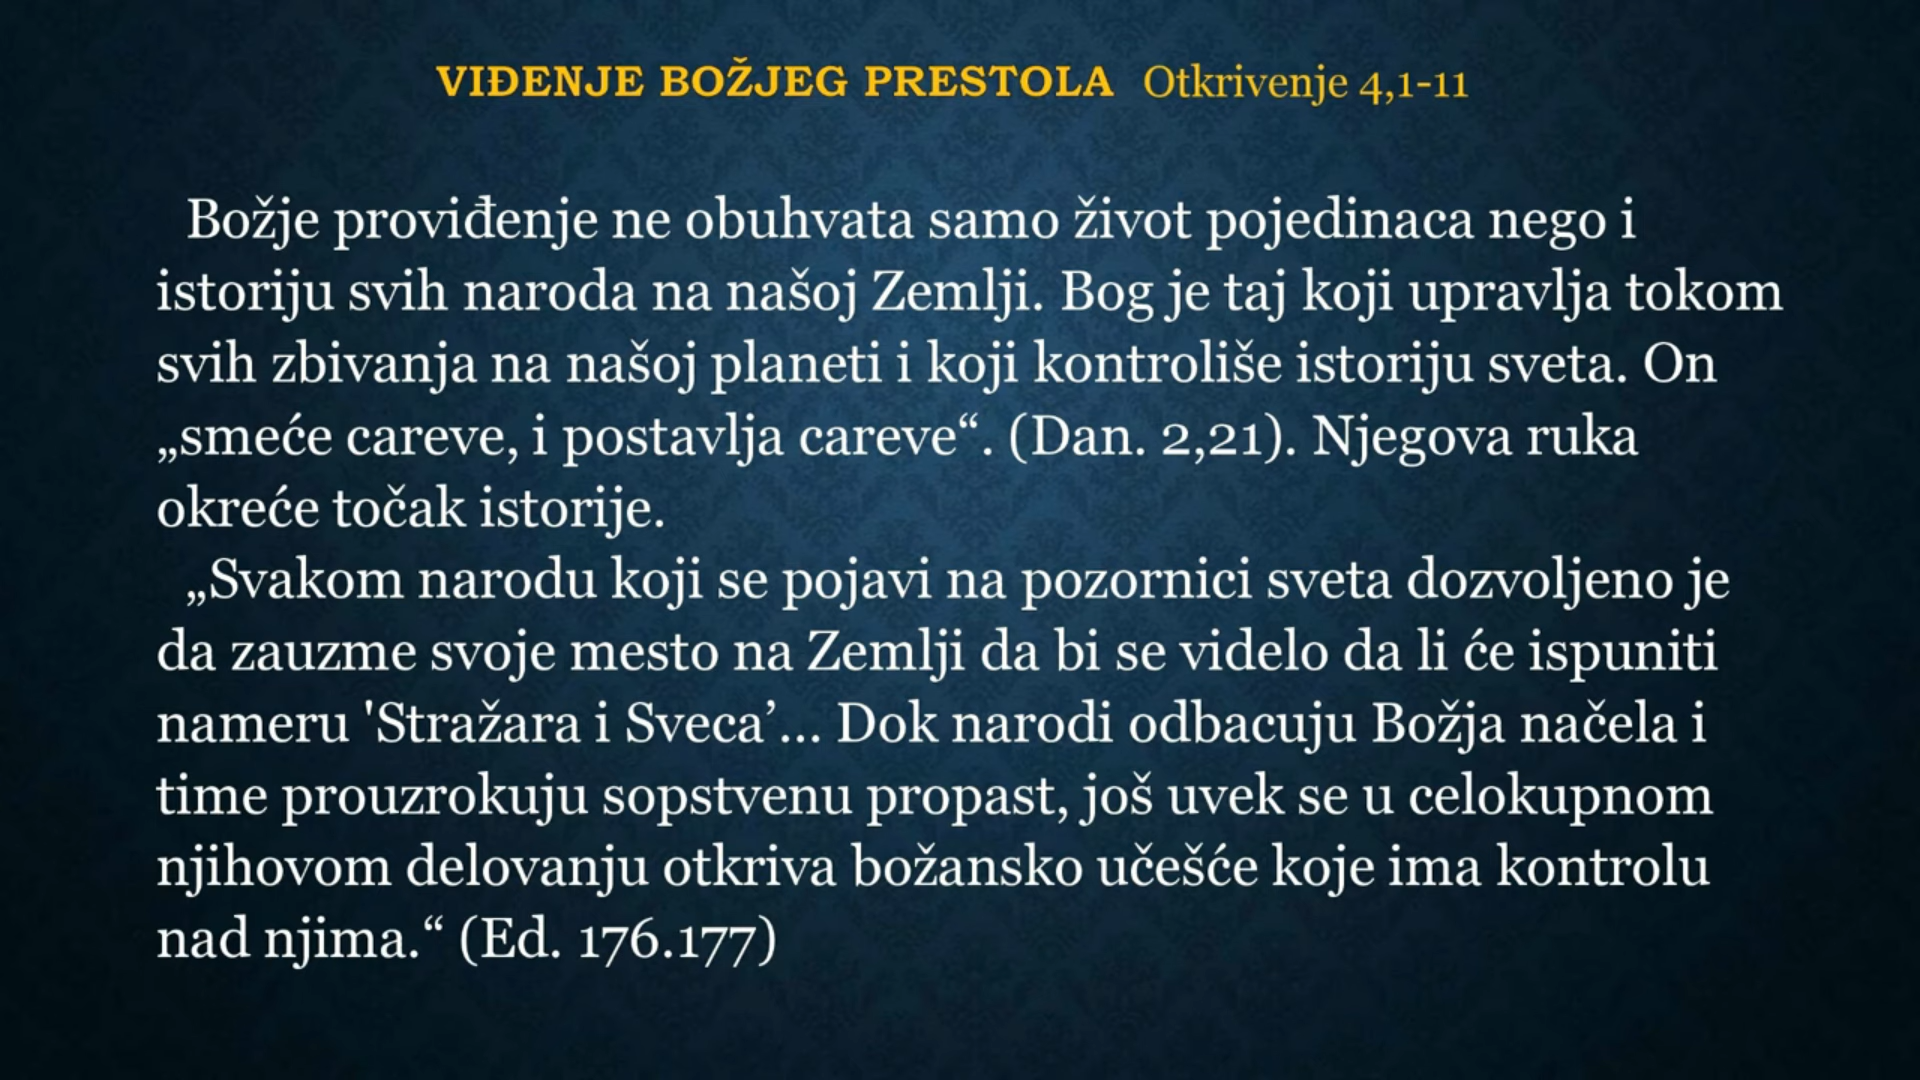 VIĐENJE BOŽJEG PRESTOLA Otkrivenje 4,1-11
Božje proviđenje ne obuhvata samo život pojedinaca nego i
istoriju svih naroda na našoj Zemlji. Bog je taj koji upravlja tokom
svih zbivanja na našoj planeti i koji kontroliše istoriju sveta. On
„smeće careve, i postavlja careve“. (Dan. 2,21). Njegova ruka
okreće točak istorije.
„Svakom narodu koji se pojavi na pozornici sveta dozvoljeno je
da zauzme svoje mesto na Zemlji da bi se videlo da li će ispuniti
nameru 'Stražara i Sveca’... Dok narodi odbacuju Božja načela i
time prouzrokuju sopstvenu propast, još uvek se u celokupnom
njihovom delovanju otkriva božansko učešće koje ima kontrolu
nad njima.“ (Ed. 176.177)